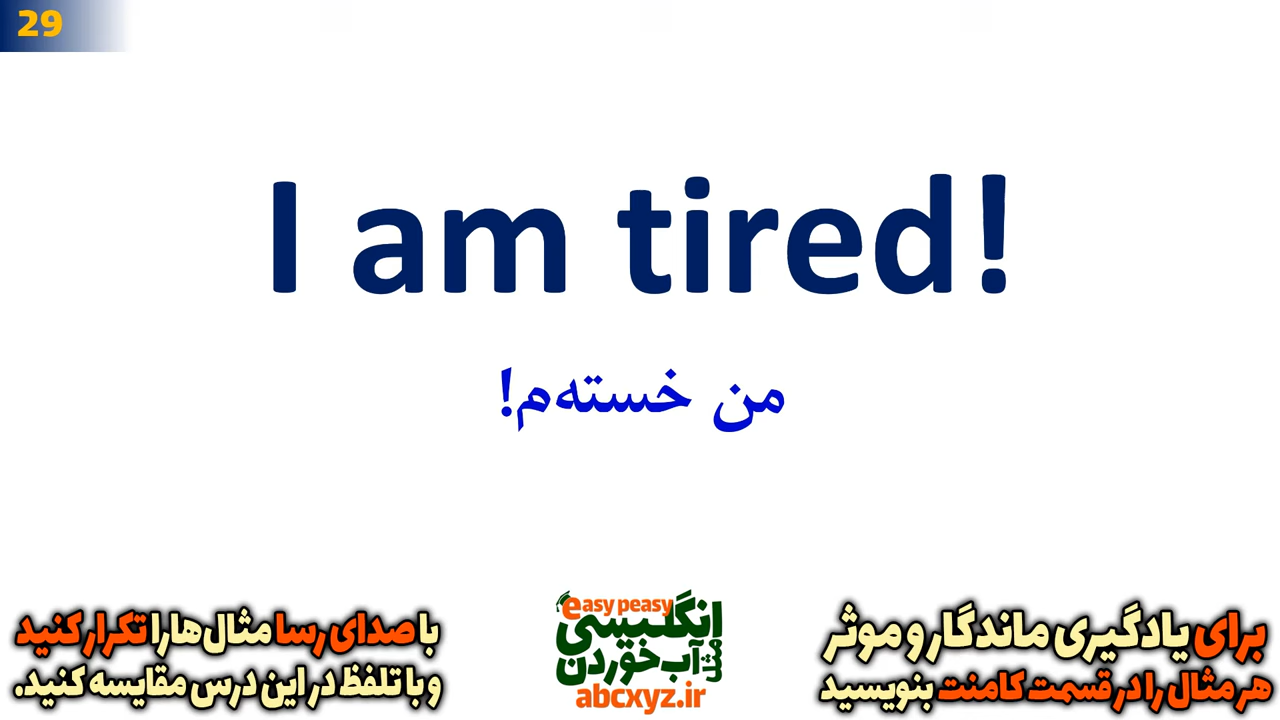 29
I am tired!
من خسته‌م!
برای یادگیری ماندگار و موثر
هر مثال را در قسمت کامنت بنویسید
easy peasy
انگلیسی
مثل آب خوردن
abcxyz.ir
با صدای رسا مثال‌ها را تکرار کنید
و با تلفظ در این درس مقایسه کنید.